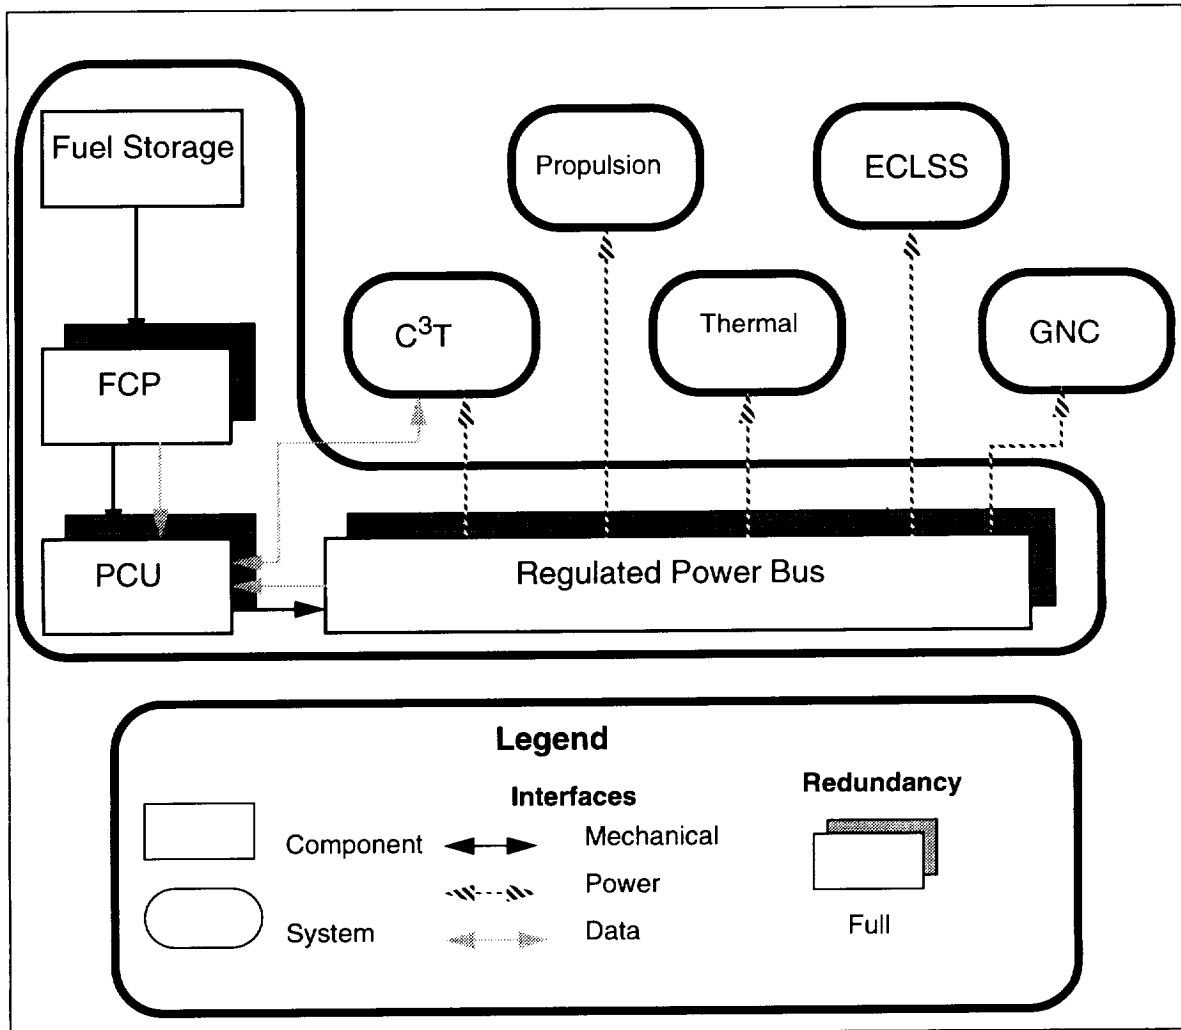 Fuel Storage
Propulsion
ECLSS
C³T
Thermal
GNC
FCP
PCU
Regulated Power Bus
Legend
Interfaces
Redundancy
Component
Mechanical
Power
System
Data
Full